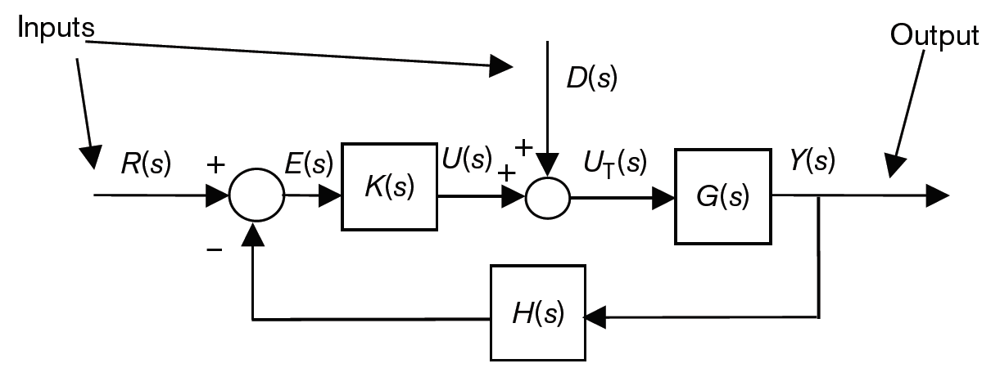 Inputs
Output
D(s)
R(s)
+
E(s)
K(s)
U(s)
+
+
U_T(s)
G(s)
Y(s)
−
H(s)